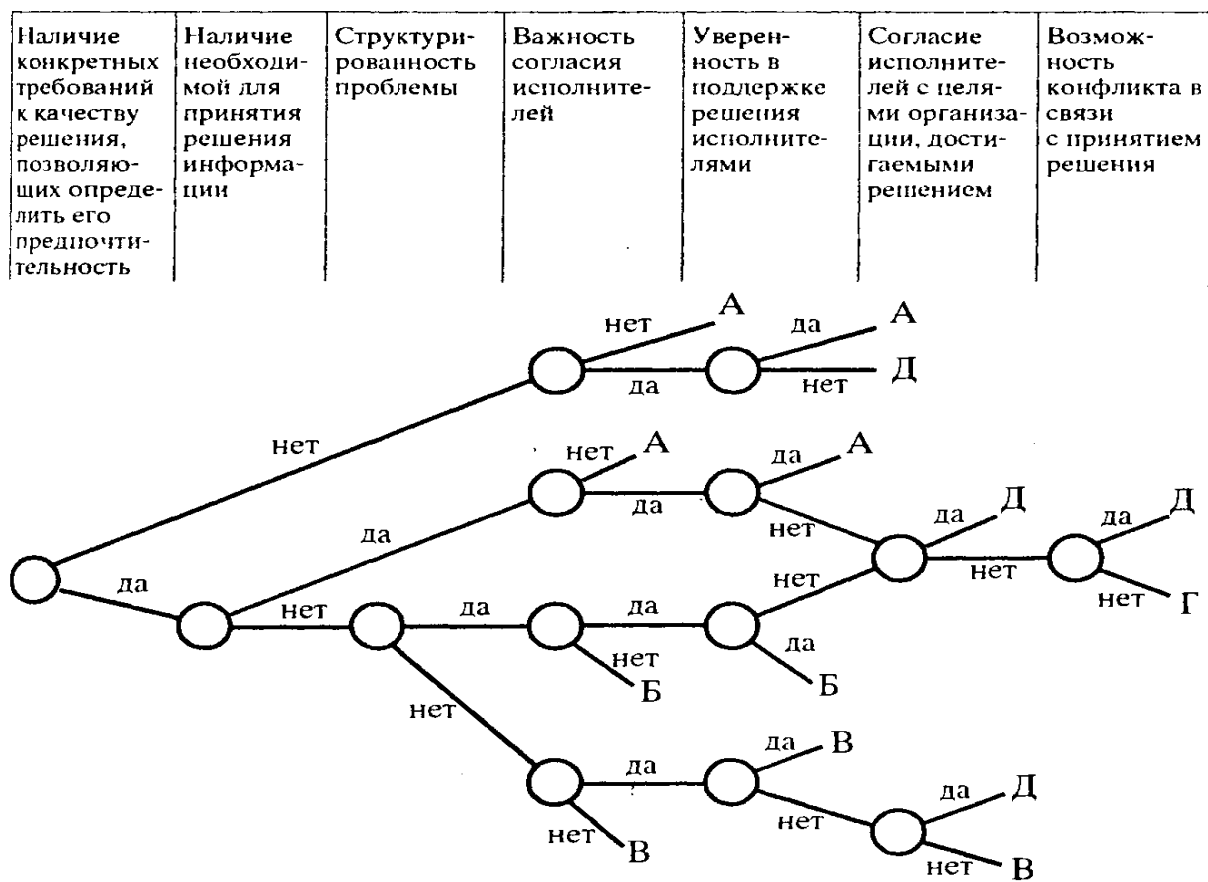 Наличие
конкретных
требований
к качеству
решения,
позволяю-
щих опреде-
лить его
предпочти-
тельность
Наличие
необходи-
мой для
принятия
решения
информа-
ции
Структури-
рованность
проблемы
Важность
согласия
исполните-
лей
Уверен-
ность в
поддержке
решения
исполните-
лями
Согласие
исполните-
лей с целя-
ми организа-
ции, дости-
гаемыми
решением
Возмож-
ность
конфликта в
связи
с принятием
решения
нет А
да А
да
нет Д
нет
нет А
да А
да
да
нет
да Д
да Д
нет
нет Г
да
нет
да
да
нет
да Б
нет Б
нет
да
да В
нет В
нет
да Д
нет В